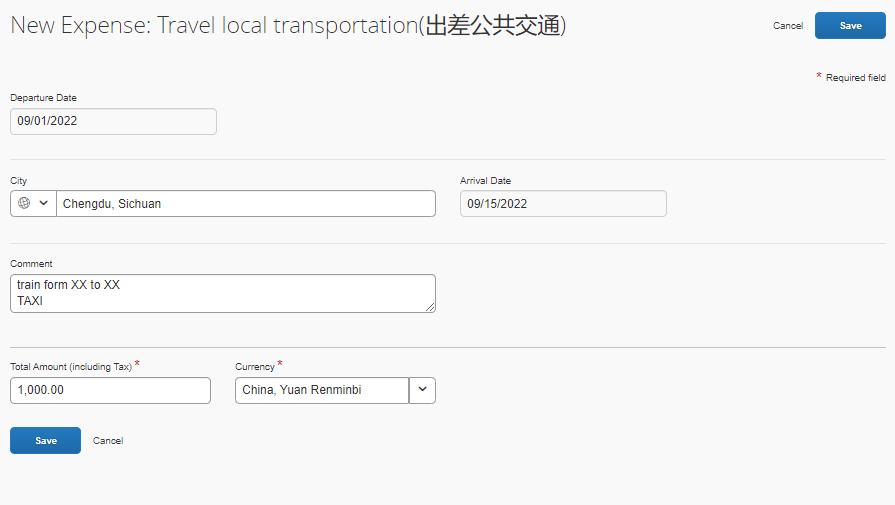 New Expense: Travel local transportation(出差公共交通)
Cancel
Save
* Required field
Departure Date
09/01/2022
City
Arrival Date
Chengdu, Sichuan
09/15/2022
Comment
train form XX to XX
TAXI
Total Amount (including Tax) *
Currency *
1,000.00
China, Yuan Renminbi
Save
Cancel